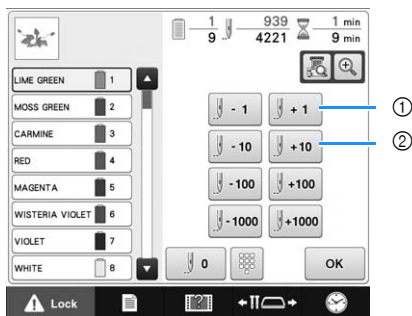 1 939 1 min
9 4221 9 min
LIME GREEN 1
MOSS GREEN 2
CARMINE 3
RED 4
MAGENTA 5
WISTERIA VIOLET 6
VIOLET 7
WHITE 8
- 1 + 1 ①
- 10 +10 ②
- 100 +100
- 1000 +1000
0 OK
Lock ?